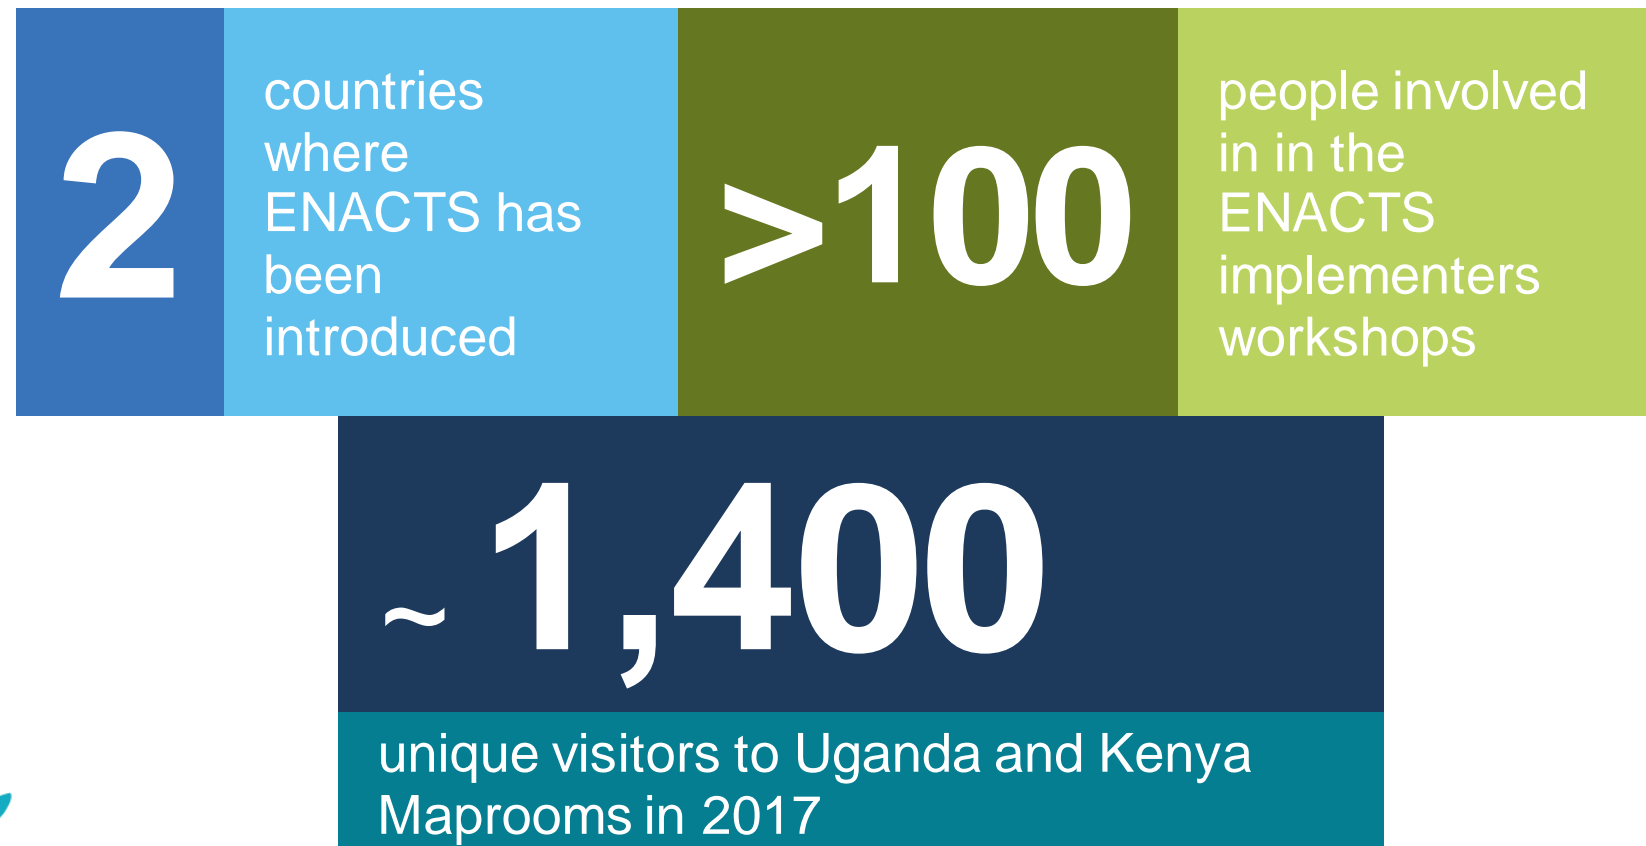 2
countries
where
ENACTS has
been
introduced
>100
people involved
in in the
ENACTS
implementers
workshops
~ 1,400
unique visitors to Uganda and Kenya
Maprooms in 2017